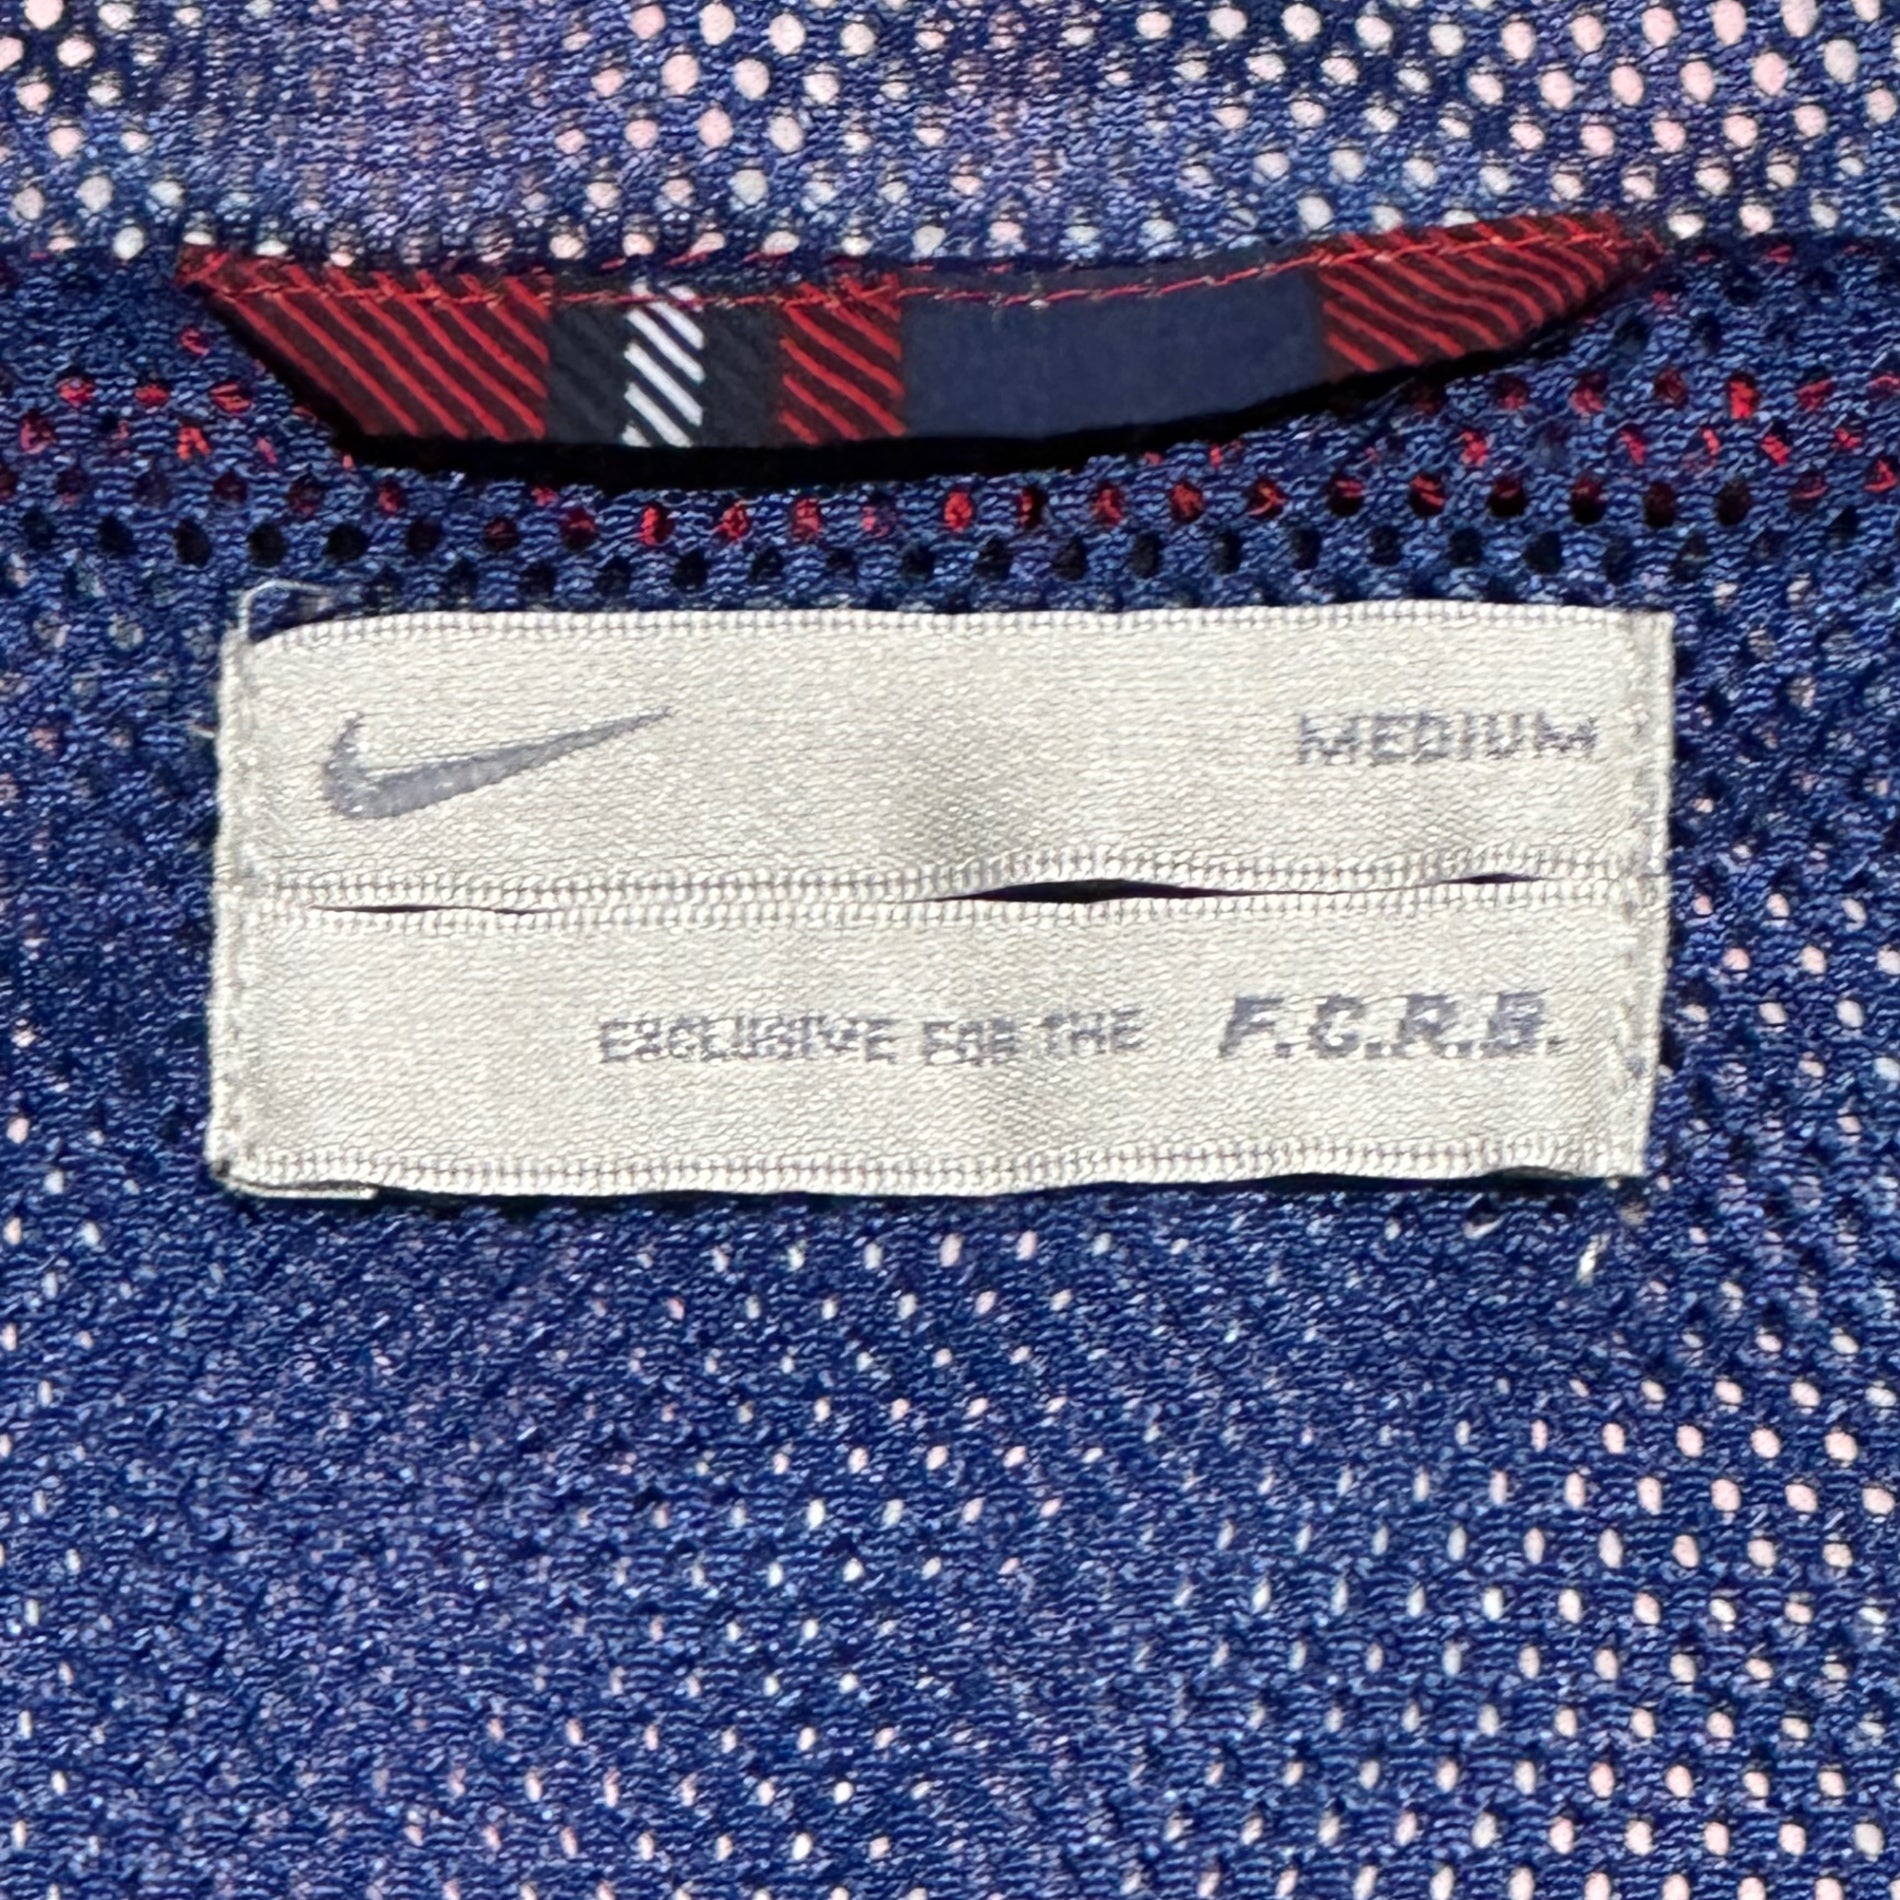 MEDIUM
EXCLUSIVE FOR THE F.C.R.B.